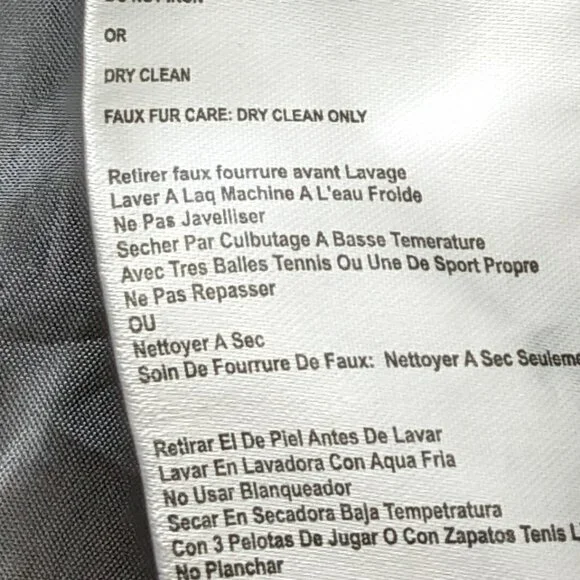 DO NOT IRON
OR
DRY CLEAN
FAUX FUR CARE: DRY CLEAN ONLY
Retirer faux fourrure avant Lavage
Laver A Laq Machine A L'eau Froide
Ne Pas Javelliser
Secher Par Culbutage A Basse Temerature
Avec Tres Balles Tennis Ou Une De Sport Propre
Ne Pas Repasser
OU
Nettoyer A Sec
Soin De Fourrure De Faux: Nettoyer A Sec Seuleme
Retirar El De Piel Antes De Lavar
Lavar En Lavadora Con Aqua Fria
No Usar Blanqueador
Secar En Secadora Baja Tempetratura
Con 3 Pelotas De Jugar O Con Zapatos Tenis L
No Planchar